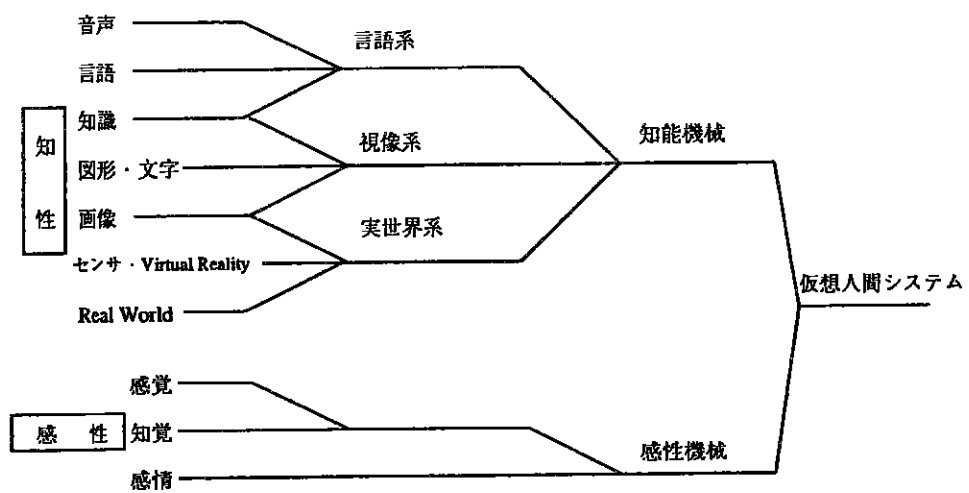 音声
言語系
言語
知識
知能機械
視像系
知性
図形・文字
画像
実世界系
センサ・Virtual Reality
仮想人間システム
Real World
感覚
感性
知覚
感性機械
感情